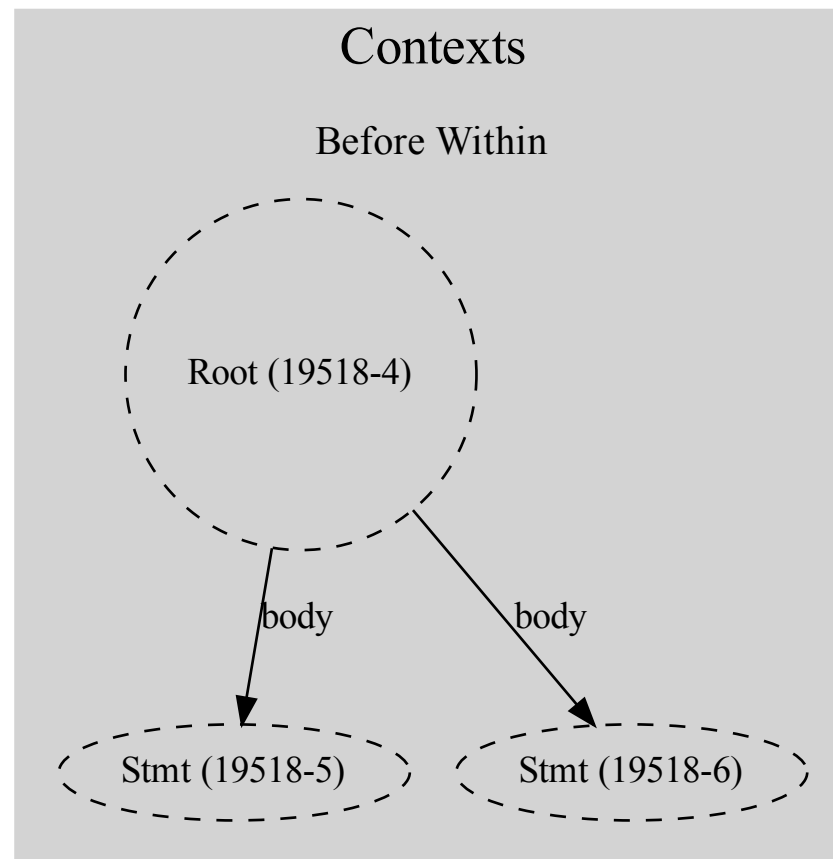 Contexts
Before Within
Root (19518-4)
body
body
Stmt (19518-5)
Stmt (19518-6)